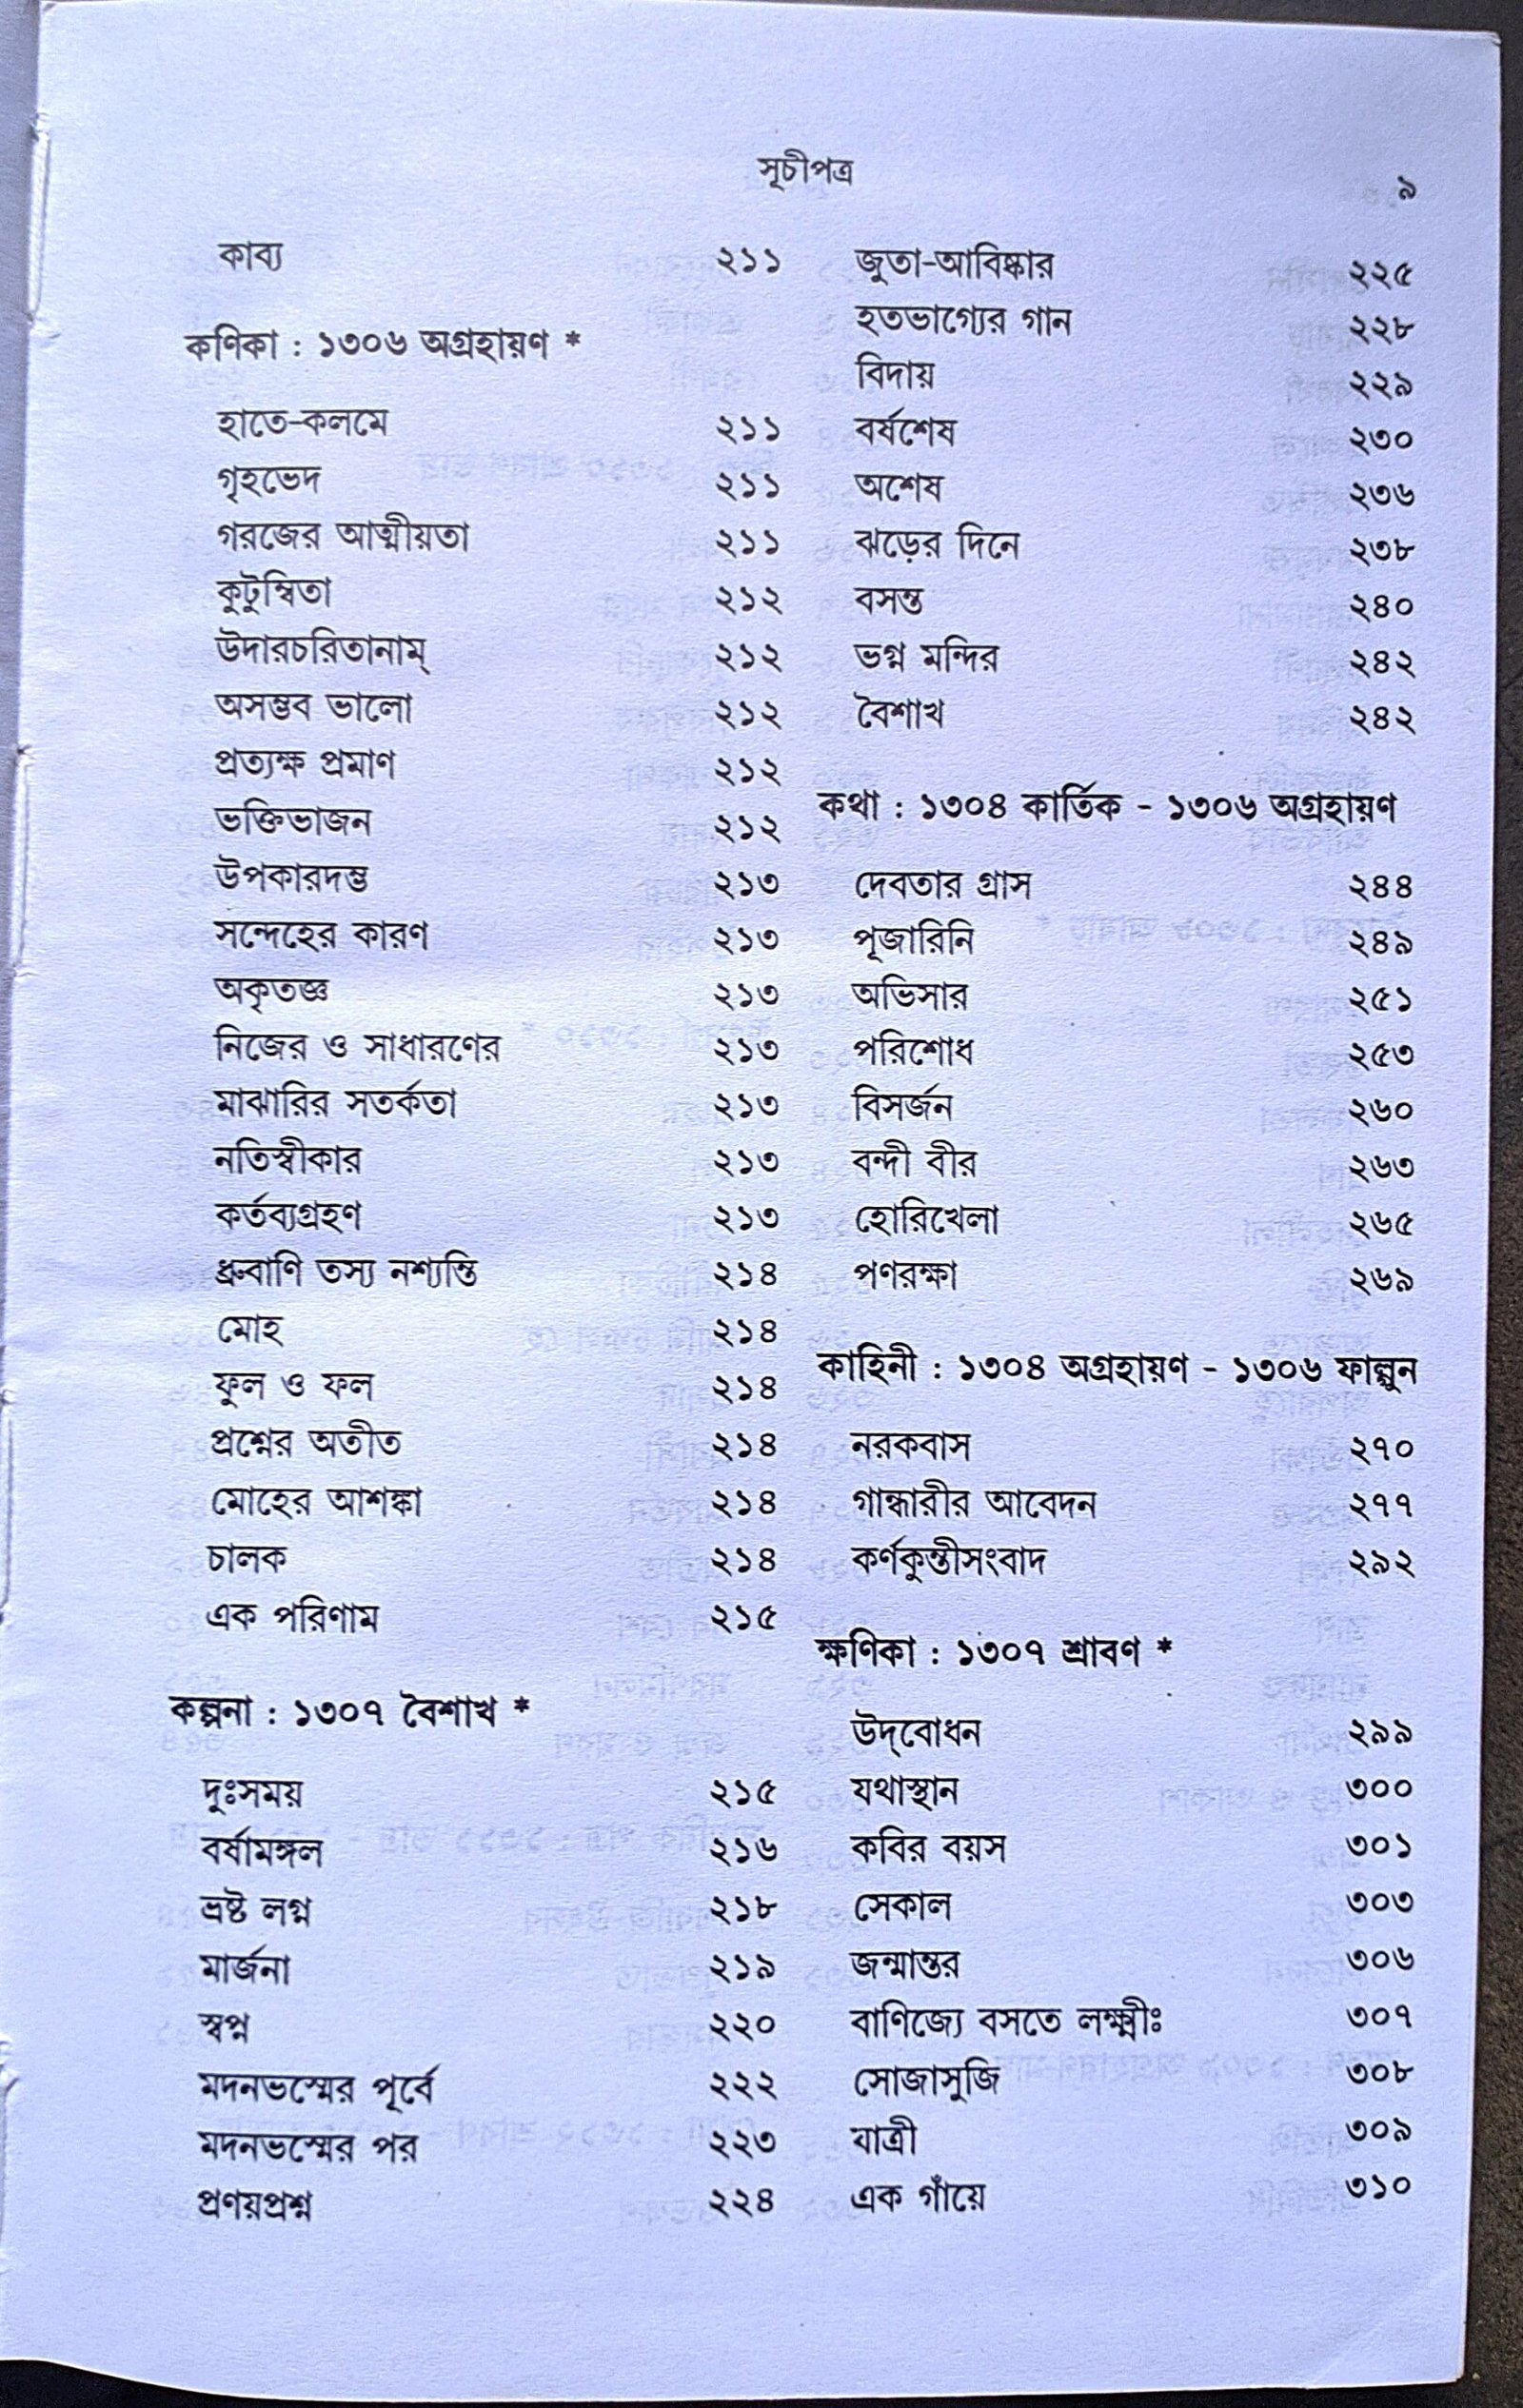 সূচীপত্র
৯
কাব্য ২১১
কণিকা : ১৩০৬ অগ্রহায়ণ *
হাতে-কলমে ২১১
গৃহভেদ ২১১
গরজের আত্মীয়তা ২১১
কুটুম্বিতা ২১২
উদারচরিতানাম্ ২১২
অসম্ভব ভালো ২১২
প্রত্যক্ষ প্রমাণ ২১২
ভক্তিভাজন ২১২
উপকারদম্ভ ২১৩
সন্দেহের কারণ ২১৩
অকৃতজ্ঞ ২১৩
নিজের ও সাধারণের ২১৩
মাঝারির সতর্কতা ২১৩
নতিস্বীকার ২১৩
কর্তব্যগ্রহণ ২১৩
ধ্রুবাণি তস্য নশ্যন্তি ২১৪
মোহ ২১৪
ফুল ও ফল ২১৪
প্রশ্নের অতীত ২১৪
মোহের আশঙ্কা ২১৪
চালক ২১৪
এক পরিণাম ২১৫
কল্পনা : ১৩০৭ বৈশাখ *
দুঃসময় ২১৫
বর্ষামঙ্গল ২১৬
ভ্রষ্ট লগ্ন ২১৮
মার্জনা ২১৯
স্বপ্ন ২২০
মদনভস্মের পূর্বে ২২২
মদনভস্মের পর ২২৩
প্রণয়প্রশ্ন ২২৪
জুতা-আবিষ্কার ২২৫
হতভাগ্যের গান ২২৮
বিদায় ২২৯
বর্ষশেষ ২৩০
অশেষ ২৩৬
ঝড়ের দিনে ২৩৮
বসন্ত ২৪০
ভগ্ন মন্দির ২৪২
বৈশাখ ২৪২
কথা : ১৩০৪ কার্তিক - ১৩০৬ অগ্রহায়ণ
দেবতার গ্রাস ২৪৪
পূজারিনি ২৪৯
অভিসার ২৫১
পরিশোধ ২৫৩
বিসর্জন ২৬০
বন্দী বীর ২৬৩
হোরিখেলা ২৬৫
পণরক্ষা ২৬৯
কাহিনী : ১৩০৪ অগ্রহায়ণ - ১৩০৬ ফাল্গুন
নরকবাস ২৭০
গান্ধারীর আবেদন ২৭৭
কর্ণকুন্তীসংবাদ ২৯২
ক্ষণিকা : ১৩০৭ শ্রাবণ *
উদ্‌বোধন ২৯৯
যথাস্থান ৩০০
কবির বয়স ৩০১
সেকাল ৩০৩
জন্মান্তর ৩০৬
বাণিজ্যে বসতে লক্ষ্মীঃ ৩০৭
সোজাসুজি ৩০৮
যাত্রী ৩০৯
এক গাঁয়ে ৩১০